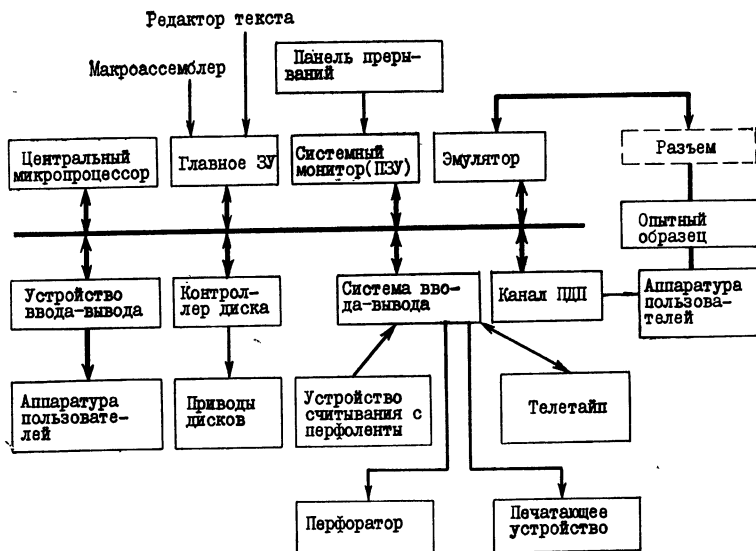 Редактор текста
Макроассемблер
Панель преры-
ваний
Центральный
микропроцессор
Главное ЗУ
Системный
монитор(ПЗУ)
Эмулятор
Разъем
Опытный
образец
Устройство
ввода-вывода
Контрол-
лер диска
Система вво-
да-вывода
Канал ПДП
Аппаратура
пользова-
телей
Аппаратура
пользовате-
лей
Приводы
дисков
Устройство
считывания с
перфоленты
Телетайп
Перфоратор
Печатающее
устройство